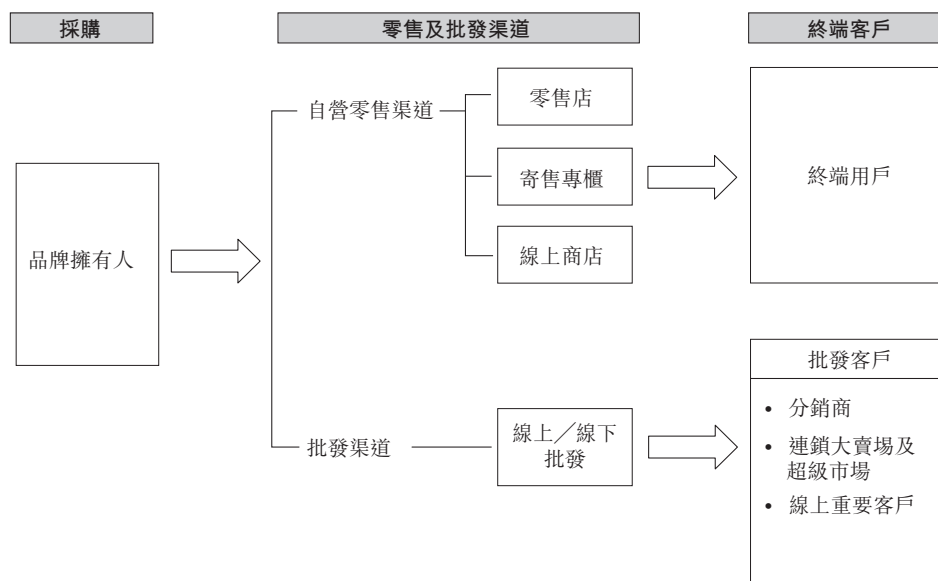 採購
零售及批發渠道
終端客戶
品牌擁有人
自營零售渠道
零售店
寄售專櫃
線上商店
終端用戶
批發渠道
線上／線下
批發
批發客戶
• 分銷商
• 連鎖大賣場及
超級市場
• 線上重要客戶